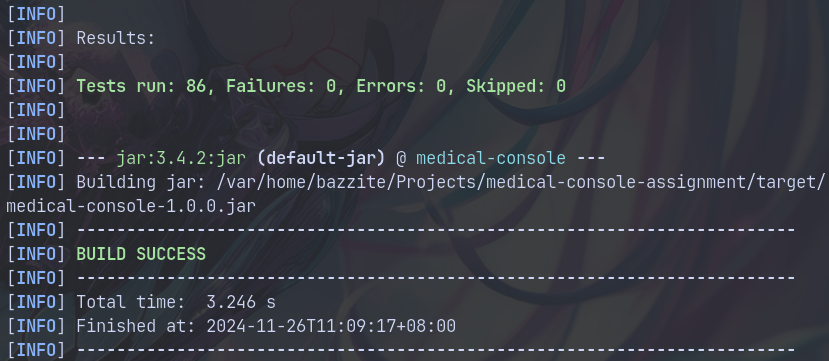 [INFO]
[INFO] Results:
[INFO]
[INFO] Tests run: 86, Failures: 0, Errors: 0, Skipped: 0
[INFO]
[INFO]
[INFO] --- jar:3.4.2:jar (default-jar) @ medical-console ---
[INFO] Building jar: /var/home/bazzite/Projects/medical-console-assignment/target/
medical-console-1.0.0.jar
[INFO] ------------------------------------------------------------------------
[INFO] BUILD SUCCESS
[INFO] ------------------------------------------------------------------------
[INFO] Total time:  3.246 s
[INFO] Finished at: 2024-11-26T11:09:17+08:00
[INFO] ------------------------------------------------------------------------